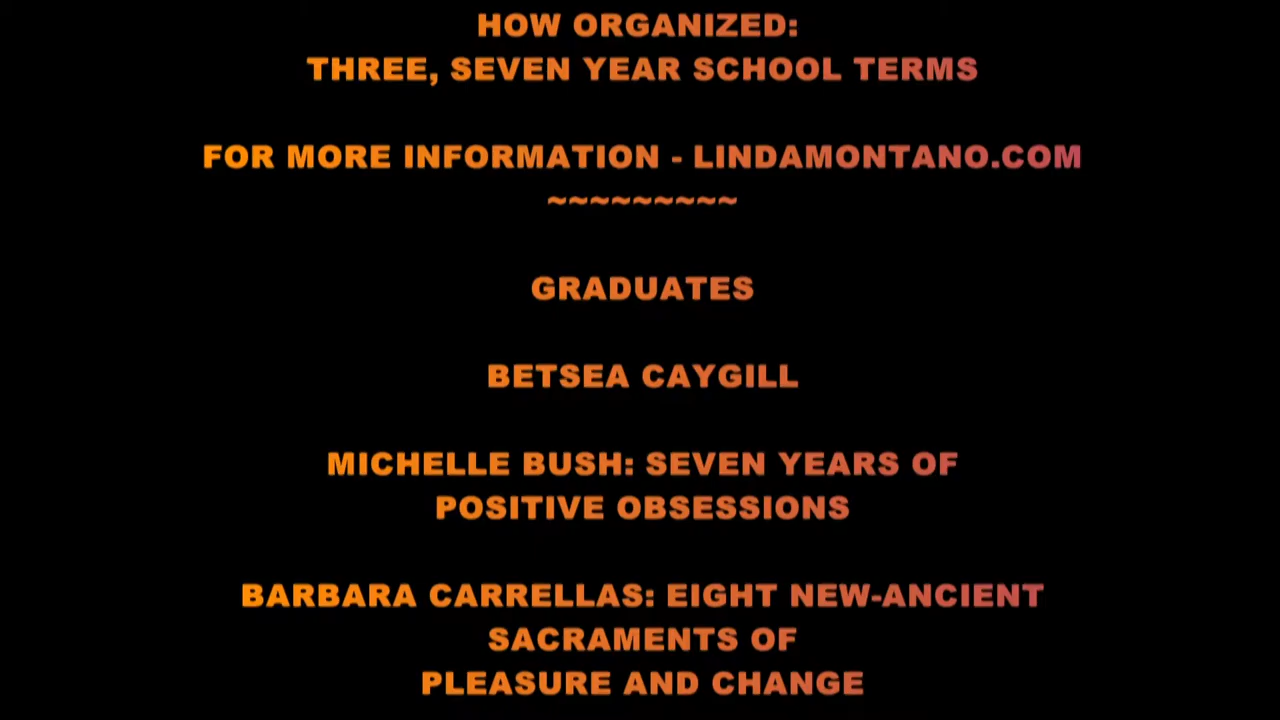 HOW ORGANIZED:
THREE, SEVEN YEAR SCHOOL TERMS
FOR MORE INFORMATION - LINDAMONTANO.COM
~~~~~~~~~
GRADUATES
BETSEA CAYGILL
MICHELLE BUSH: SEVEN YEARS OF
POSITIVE OBSESSIONS
BARBARA CARRELLAS: EIGHT NEW-ANCIENT
SACRAMENTS OF
PLEASURE AND CHANGE